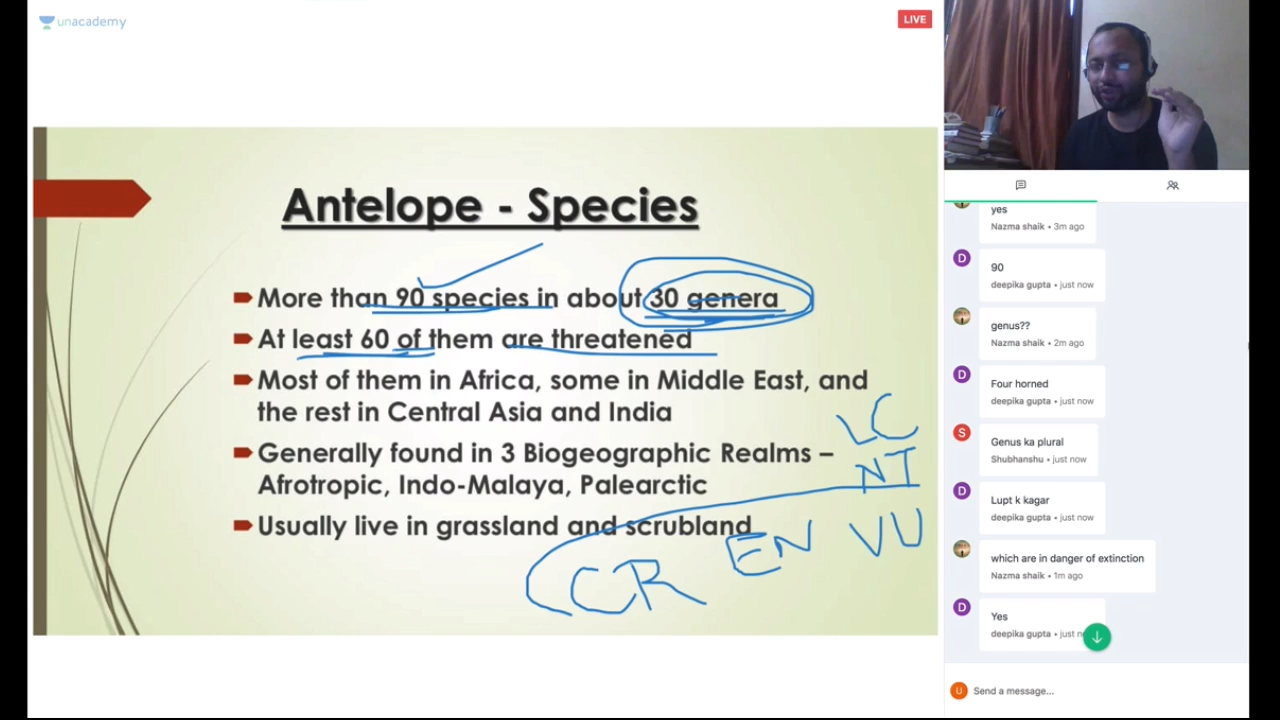 unacademy
LIVE
Antelope - Species
More than 90 species in about 30 genera
At least 60 of them are threatened
Most of them in Africa, some in Middle East, and
the rest in Central Asia and India
Generally found in 3 Biogeographic Realms –
Afrotropic, Indo-Malaya, Palearctic
Usually live in grassland and scrubland
LC
NT
CR EN VU
yes
Nazma shaik • 3m ago
D
90
deepika gupta • just now
genus??
Nazma shaik • 2m ago
D
Four horned
deepika gupta • just now
S
Genus ka plural
Shubhanshu • just now
D
Lupt k kagar
deepika gupta • just now
which are in danger of extinction
Nazma shaik • 1m ago
D
Yes
deepika gupta • just n
U
Send a message...